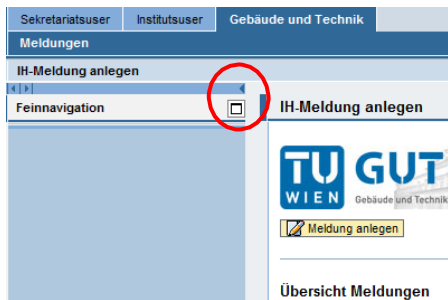 Sekretariatsuser Institutsuser Gebäude und Technik
Meldungen
IH-Meldung anlegen
Feinnavigation
IH-Meldung anlegen
TU WIEN
GUT
Gebäude und Technik
Meldung anlegen
Übersicht Meldungen